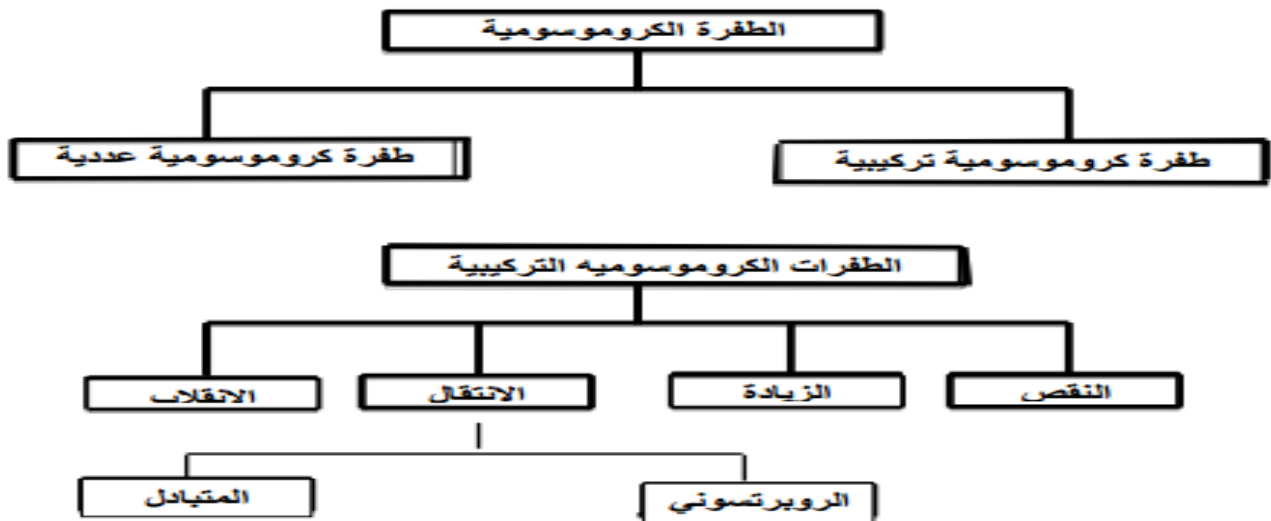 الطفرة الكروموسومية
طفرة كروموسومية تركيبية
طفرة كروموسومية عددية
الطفرات الكروموسوميه التركيبية
النقص
الزيادة
الانتقال
الانقلاب
الروبرتسوني
المتبادل